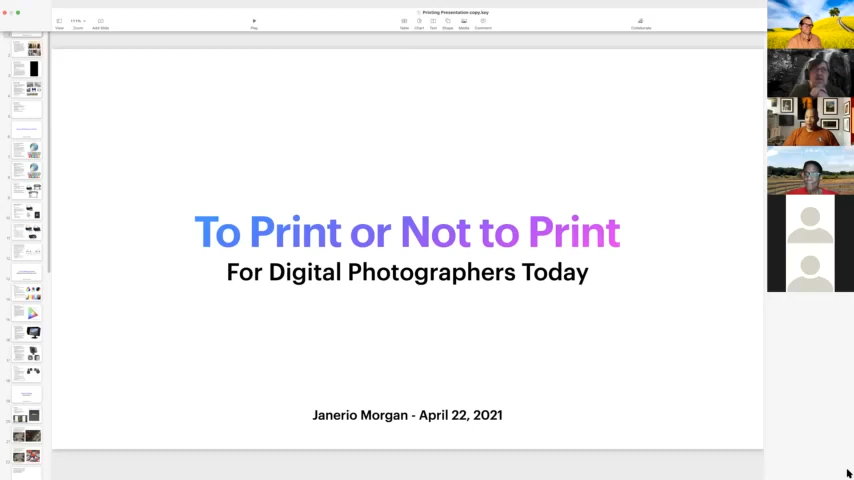 Printing Presentation copy.key
111%
View
Zoom
Add Slide
Play
Table
Chart
Text
Shape
Media
Comment
Collaborate
To Print or Not to Print
For Digital Photographers Today
Janerio Morgan - April 22, 2021